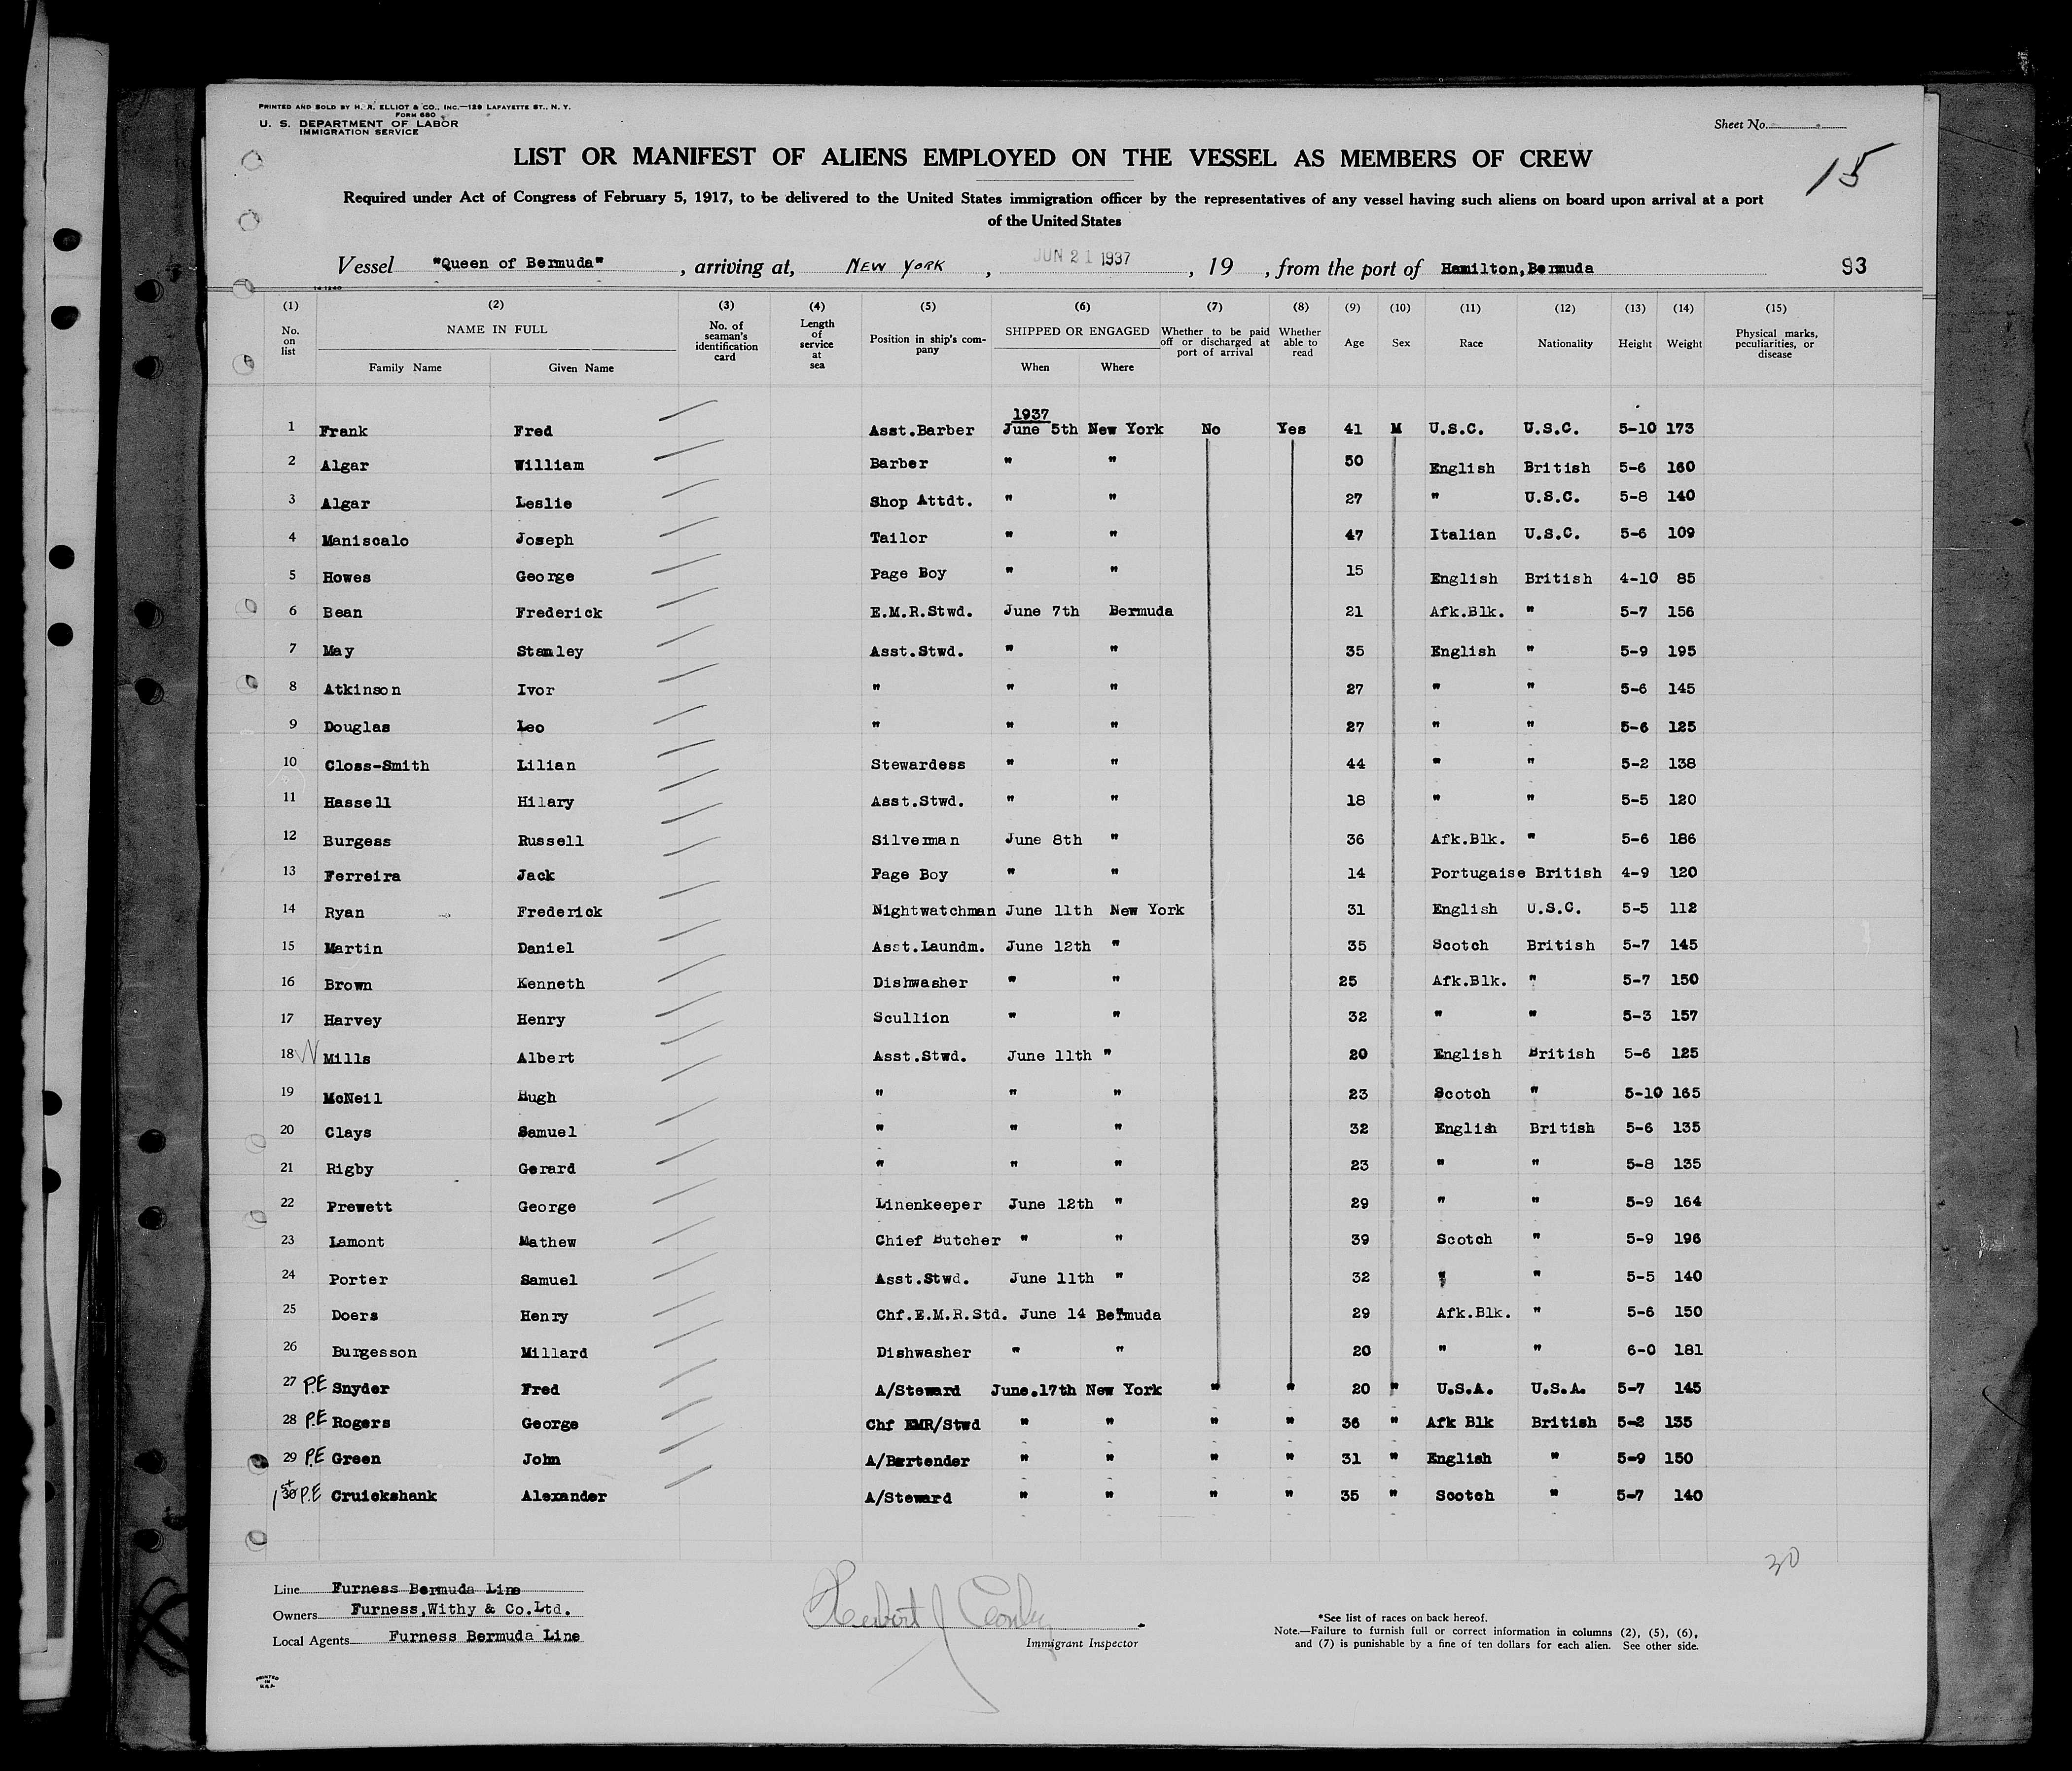 PRINTED AND SOLD BY H. R. ELLIOT & CO., INC.—129 LAFAYETTE ST., N. Y.
FORM 680
U. S. DEPARTMENT OF LABOR
IMMIGRATION SERVICE
Sheet No.
15
LIST OR MANIFEST OF ALIENS EMPLOYED ON THE VESSEL AS MEMBERS OF CREW
Required under Act of Congress of February 5, 1917, to be delivered to the United States immigration officer by the representatives of any vessel having such aliens on board upon arrival at a port
of the United States
Vessel "Queen of Bermuda", arriving at, NEW YORK, JUN 21 1937, 19 , from the port of Hamilton,Bermuda 93
14-1240
(1) (2) (3) (4) (5) (6) (7) (8) (9) (10) (11) (12) (13) (14) (15)
No. on list NAME IN FULL Family Name Given Name No. of seaman's identification card Length of service at sea Position in ship's company SHIPPED OR ENGAGED When Where Whether to be paid off or discharged at port of arrival Whether able to read Age Sex Race Nationality Height Weight Physical marks, peculiarities, or disease
1937
1 Frank Fred Asst.Barber June 5th New York No Yes 41 M U.S.C. U.S.C. 5-10 173
2 Algar William Barber " " 50 English British 5-6 160
3 Algar Leslie Shop Attdt. " " 27 " U.S.C. 5-8 140
4 Maniscalo Joseph Tailor " " 47 Italian U.S.C. 5-6 109
5 Howes George Page Boy " " 15 English British 4-10 85
6 Bean Frederick E.M.R.Stwd. June 7th Bermuda 21 Afk.Blk. " 5-7 156
7 May Stanley Asst.Stwd. " " 35 English " 5-9 195
8 Atkinson Ivor " " " 27 " " 5-6 145
9 Douglas Leo " " " 27 " " 5-6 125
10 Closs-Smith Lilian Stewardess " " 44 " " 5-2 138
11 Hassell Hilary Asst.Stwd. " " 18 " " 5-5 120
12 Burgess Russell Silverman June 8th " 36 Afk.Blk. " 5-6 186
13 Ferreira Jack Page Boy " " 14 Portugaise British 4-9 120
14 Ryan Frederick Nightwatchman June 11th New York 31 English U.S.C. 5-5 112
15 Martin Daniel Asst.Laundm. June 12th " 35 Scotch British 5-7 145
16 Brown Kenneth Dishwasher " " 25 Afk.Blk. " 5-7 150
17 Harvey Henry Scullion " " 32 " " 5-3 157
18 Mills Albert Asst.Stwd. June 11th " 20 English British 5-6 125
19 McNeil Hugh " " " 23 Scotch " 5-10 165
20 Clays Samuel " " " 32 English British 5-6 135
21 Rigby Gerard " " " 23 " " 5-8 135
22 Prewett George Linenkeeper June 12th " 29 " " 5-9 164
23 Lamont Mathew Chief Butcher " " 39 Scotch " 5-9 196
24 Porter Samuel Asst.Stwd. June 11th " 32 " " 5-5 140
25 Doers Henry Chf.E.M.R.Std. June 14 Bermuda 29 Afk.Blk. " 5-6 150
26 Burgesson Millard Dishwasher " " 20 " " 6-0 181
27 P.E Snyder Fred A/Steward June.17th New York " " 20 " U.S.A. U.S.A. 5-7 145
28 P.E Rogers George Chf EMR/Stwd " " " " 36 " Afk Blk British 5-2 135
29 P.E Green John A/Bartender " " " " 31 " English " 5-9 150
1st 30 P.E Cruickshank Alexander A/Steward " " " " 35 " Scotch " 5-7 140
30
Line Furness Bermuda Line
Owners Furness,Withy & Co.Ltd.
Local Agents Furness Bermuda Line
Immigrant Inspector
*See list of races on back hereof.
Note.—Failure to furnish full or correct information in columns (2), (5), (6),
and (7) is punishable by a fine of ten dollars for each alien. See other side.
PRINTED
IN
U.S.A.